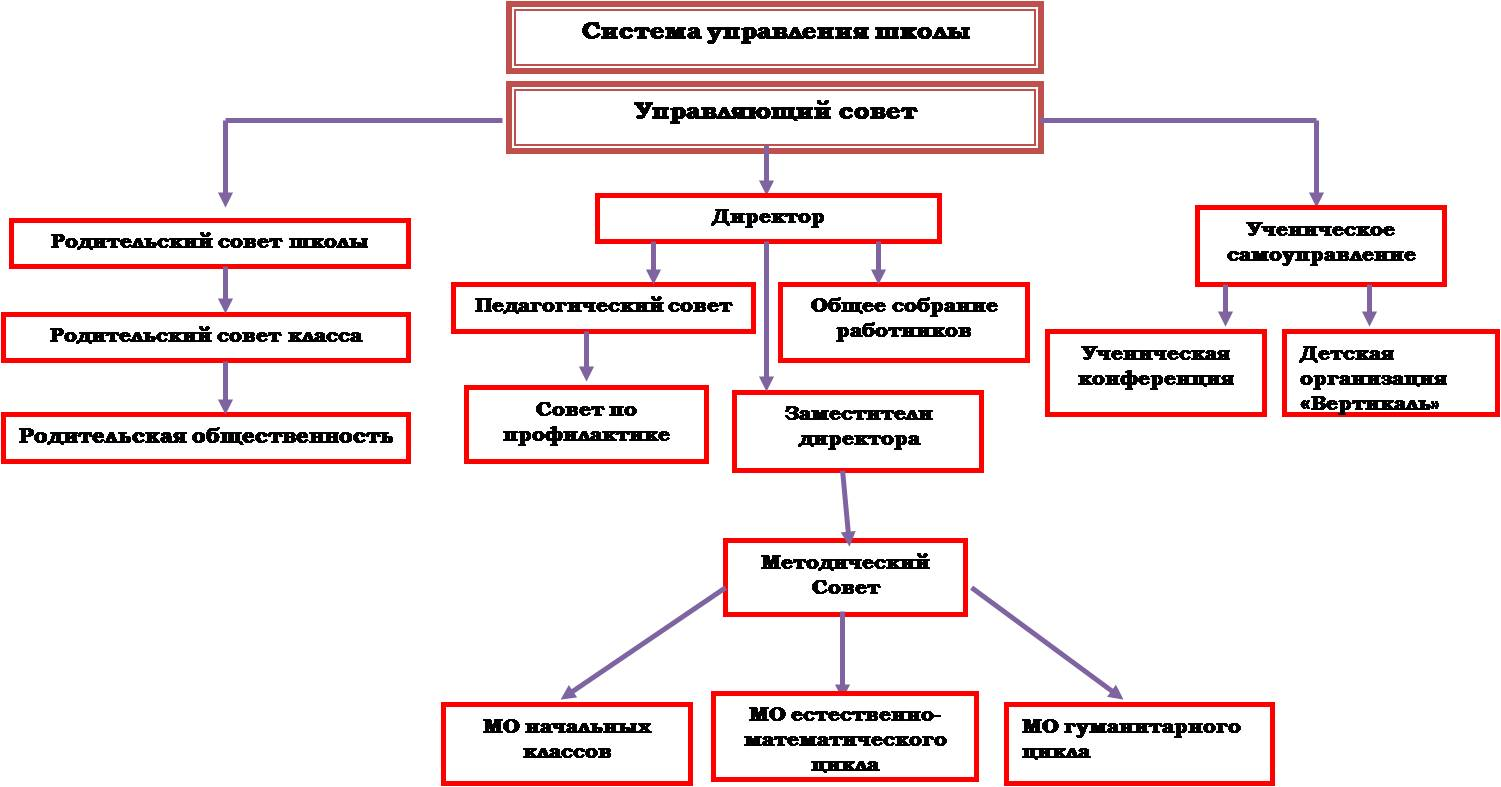 Система управления школы
Управляющий совет
Директор
Родительский совет школы
Ученическое
самоуправление
Педагогический совет
Общее собрание
работников
Родительский совет класса
Ученическая
конференция
Детская
организация
«Вертикаль»
Родительская общественность
Совет по
профилактике
Заместители
директора
Методический
Совет
МО начальных
классов
МО естественно-
математического
цикла
МО гуманитарного
цикла